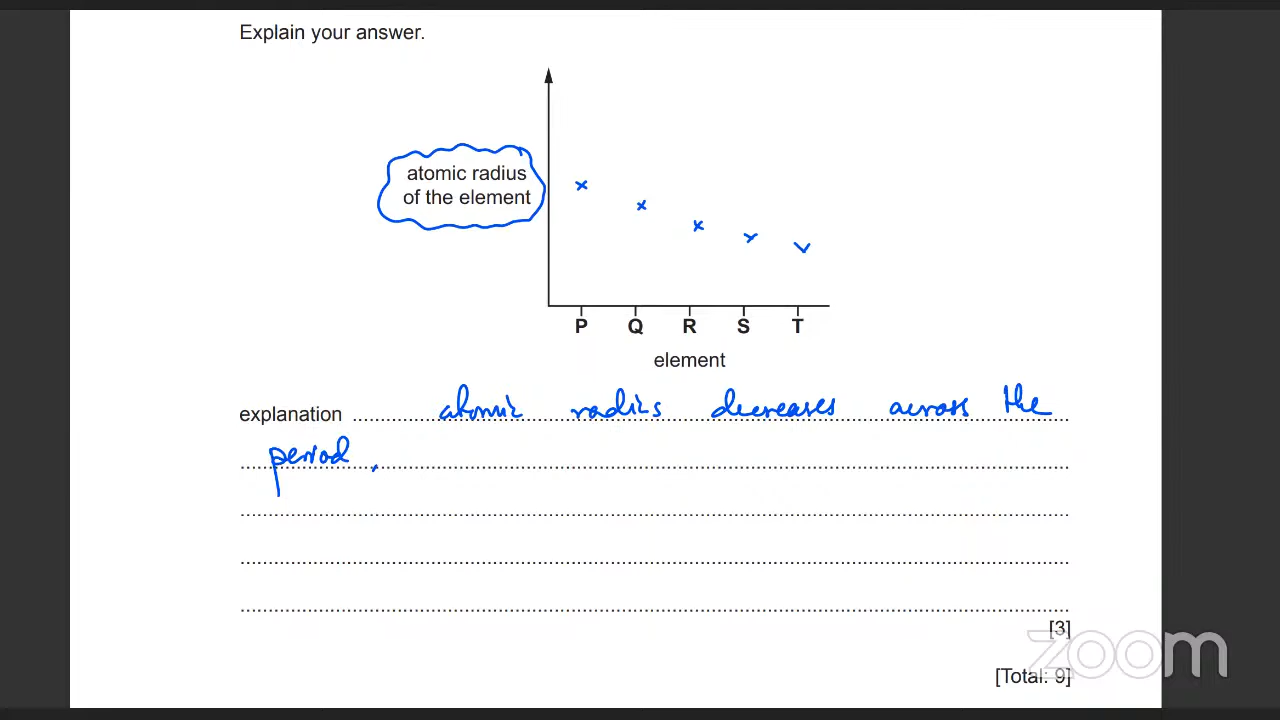 Explain your answer.
atomic radius
of the element
P Q R S T
element
explanation atomic radius decreases across the
period,
[3]
zoom
[Total: 9]